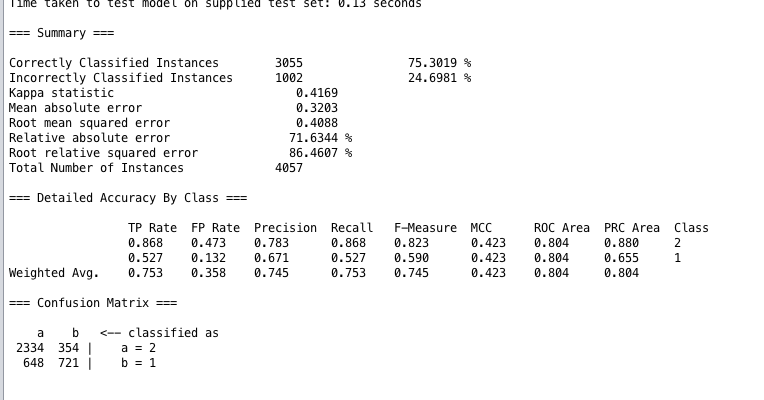 Time taken to test model on supplied test set: 0.13 seconds
=== Summary ===
Correctly Classified Instances        3055               75.3019 %
Incorrectly Classified Instances      1002               24.6981 %
Kappa statistic                          0.4169
Mean absolute error                      0.3203
Root mean squared error                  0.4088
Relative absolute error                 71.6344 %
Root relative squared error             86.4607 %
Total Number of Instances             4057
=== Detailed Accuracy By Class ===
                 TP Rate  FP Rate  Precision  Recall   F-Measure  MCC      ROC Area  PRC Area  Class
                 0.868    0.473    0.783      0.868    0.823      0.423    0.804     0.880     2
                 0.527    0.132    0.671      0.527    0.590      0.423    0.804     0.655     1
Weighted Avg.    0.753    0.358    0.745      0.753    0.745      0.423    0.804     0.804
=== Confusion Matrix ===
    a    b   <-- classified as
 2334  354 |    a = 2
  648  721 |    b = 1